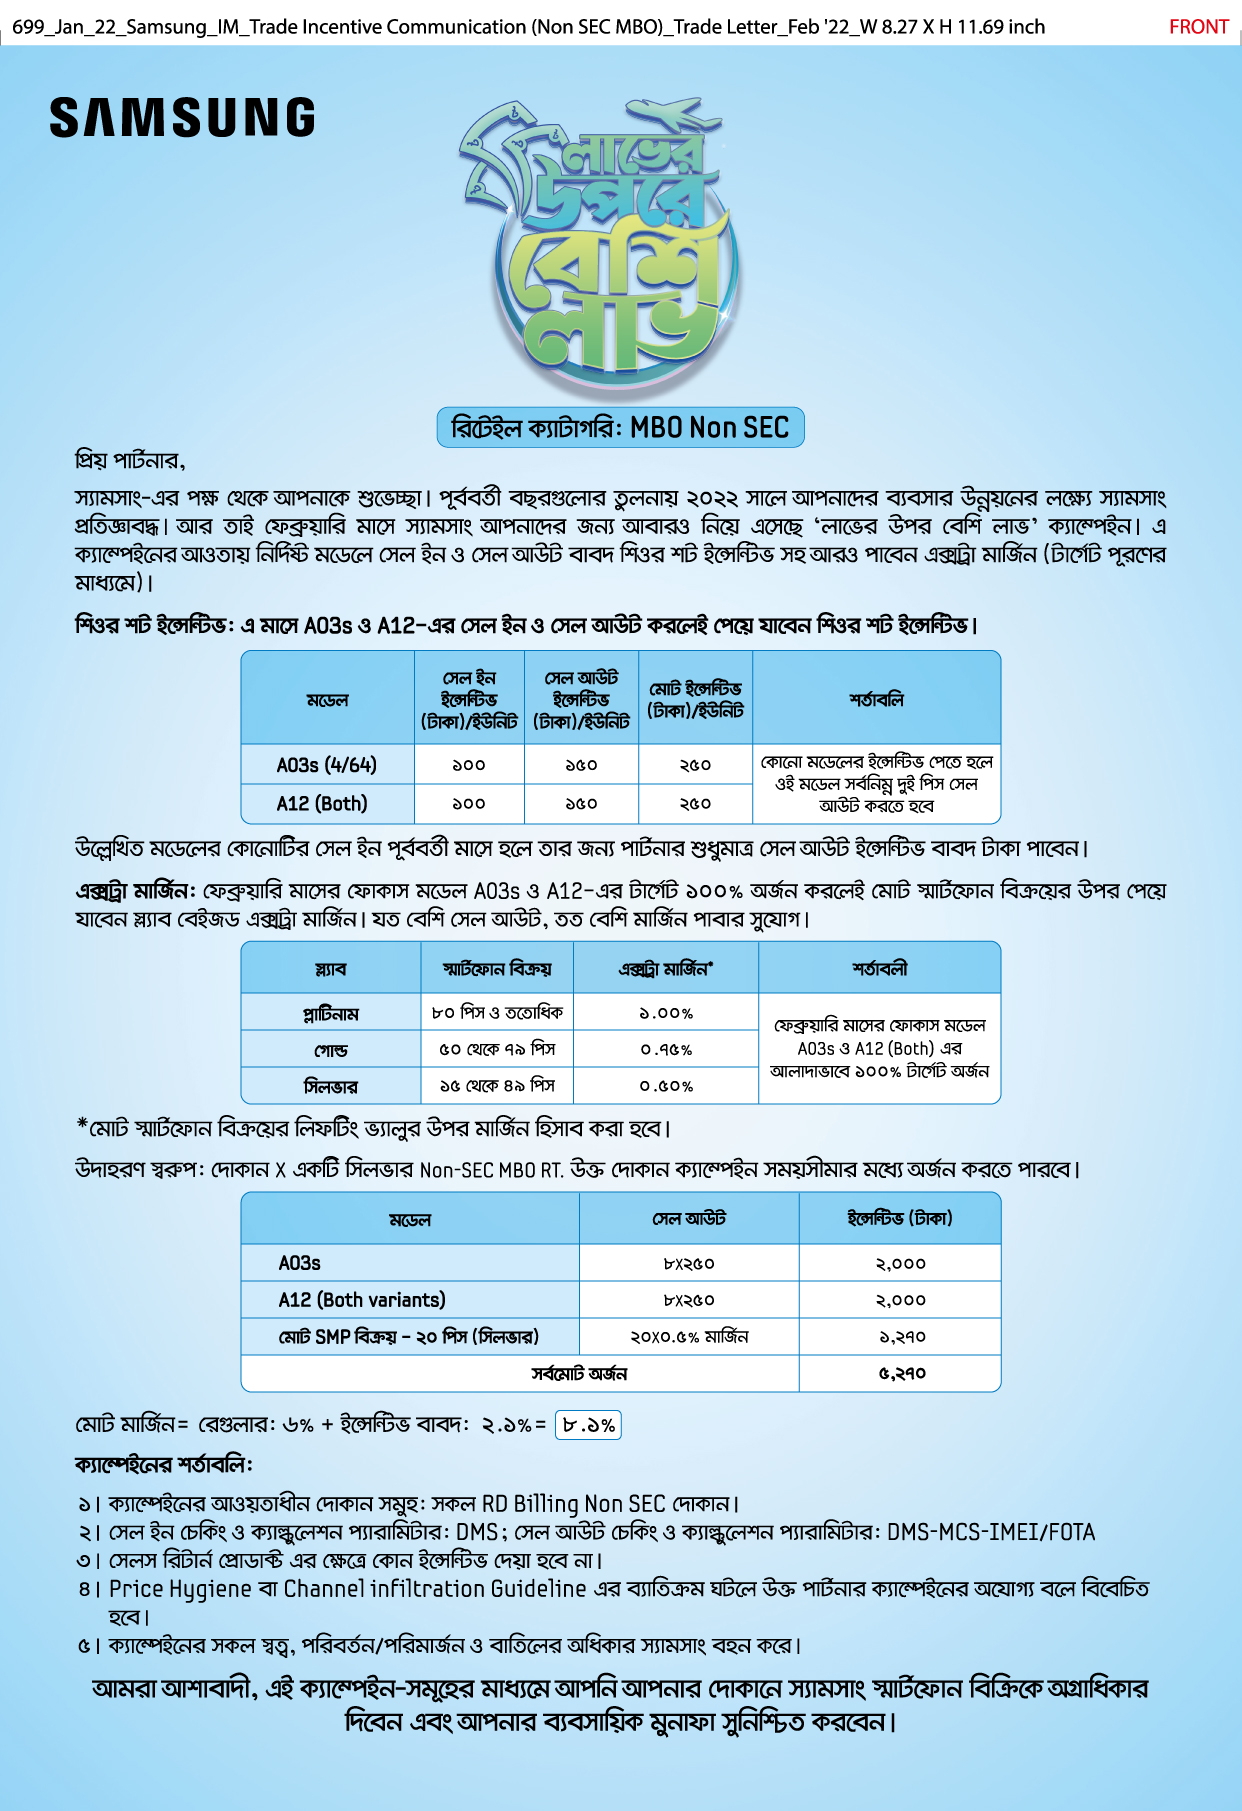 699_Jan_22_Samsung_IM_Trade Incentive Communication (Non SEC MBO)_Trade Letter_Feb '22_W 8.27 X H 11.69 inch FRONT
SAMSUNG
লাভের
উপরে
বেশি
লাভ
রিটেইল ক্যাটাগরি: MBO Non SEC
প্রিয় পার্টনার,
স্যামসাং-এর পক্ষ থেকে আপনাকে শুভেচ্ছা। পূর্ববর্তী বছরগুলোর তুলনায় ২০২২ সালে আপনাদের ব্যবসার উন্নয়নের লক্ষ্যে স্যামসাং
প্রতিজ্ঞাবদ্ধ। আর তাই ফেব্রুয়ারি মাসে স্যামসাং আপনাদের জন্য আবারও নিয়ে এসেছে ‘লাভের উপর বেশি লাভ’ ক্যাম্পেইন। এ
ক্যাম্পেইনের আওতায় নির্দিষ্ট মডেলে সেল ইন ও সেল আউট বাবদ শিওর শট ইন্সেন্টিভ সহ আরও পাবেন এক্সট্রা মার্জিন (টার্গেট পূরণের
মাধ্যমে)।
শিওর শট ইন্সেন্টিভ: এ মাসে A03s ও A12-এর সেল ইন ও সেল আউট করলেই পেয়ে যাবেন শিওর শট ইন্সেন্টিভ।
মডেল সেল ইন ইন্সেন্টিভ (টাকা)/ইউনিট সেল আউট ইন্সেন্টিভ (টাকা)/ইউনিট মোট ইন্সেন্টিভ (টাকা)/ইউনিট শর্তাবলি
A03s (4/64) ১০০ ১৫০ ২৫০ কোনো মডেলের ইন্সেন্টিভ পেতে হলে
ওই মডেল সর্বনিম্ন দুই পিস সেল
আউট করতে হবে
A12 (Both) ১০০ ১৫০ ২৫০
উল্লেখিত মডেলের কোনোটির সেল ইন পূর্ববর্তী মাসে হলে তার জন্য পার্টনার শুধুমাত্র সেল আউট ইন্সেন্টিভ বাবদ টাকা পাবেন।
এক্সট্রা মার্জিন: ফেব্রুয়ারি মাসের ফোকাস মডেল A03s ও A12-এর টার্গেট ১০০% অর্জন করলেই মোট স্মার্টফোন বিক্রয়ের উপর পেয়ে
যাবেন স্ল্যাব বেইজড এক্সট্রা মার্জিন। যত বেশি সেল আউট, তত বেশি মার্জিন পাবার সুযোগ।
স্ল্যাব স্মার্টফোন বিক্রয় এক্সট্রা মার্জিন* শর্তাবলী
প্লাটিনাম ৮০ পিস ও ততোধিক ১.০০% ফেব্রুয়ারি মাসের ফোকাস মডেল
A03s ও A12 (Both) এর
আলাদাভাবে ১০০% টার্গেট অর্জন
গোল্ড ৫০ থেকে ৭৯ পিস ০.৭৫%
সিলভার ১৫ থেকে ৪৯ পিস ০.৫০%
*মোট স্মার্টফোন বিক্রয়ের লিফটিং ভ্যালুর উপর মার্জিন হিসাব করা হবে।
উদাহরণ স্বরুপ: দোকান X একটি সিলভার Non-SEC MBO RT. উক্ত দোকান ক্যাম্পেইন সময়সীমার মধ্যে অর্জন করতে পারবে।
মডেল সেল আউট ইন্সেন্টিভ (টাকা)
A03s ৮X২৫০ ২,০০০
A12 (Both variants) ৮X২৫০ ২,০০০
মোট SMP বিক্রয় - ২০ পিস (সিলভার) ২০X০.৫% মার্জিন ১,২৭০
সর্বমোট অর্জন ৫,২৭০
মোট মার্জিন= রেগুলার: ৬% + ইন্সেন্টিভ বাবদ: ২.১%= ৮.১%
ক্যাম্পেইনের শর্তাবলি:
১। ক্যাম্পেইনের আওয়তাধীন দোকান সমুহ: সকল RD Billing Non SEC দোকান।
২। সেল ইন চেকিং ও ক্যাল্কুলেশন প্যারামিটার: DMS; সেল আউট চেকিং ও ক্যাল্কুলেশন প্যারামিটার: DMS-MCS-IMEI/FOTA
৩। সেলস রিটার্ন প্রোডাক্ট এর ক্ষেত্রে কোন ইন্সেন্টিভ দেয়া হবে না।
৪। Price Hygiene বা Channel infiltration Guideline এর ব্যাতিক্রম ঘটলে উক্ত পার্টনার ক্যাম্পেইনের অযোগ্য বলে বিবেচিত
হবে।
৫। ক্যাম্পেইনের সকল স্বত্ত্ব, পরিবর্তন/পরিমার্জন ও বাতিলের অধিকার স্যামসাং বহন করে।
আমরা আশাবাদী, এই ক্যাম্পেইন-সমূহের মাধ্যমে আপনি আপনার দোকানে স্যামসাং স্মার্টফোন বিক্রিকে অগ্রাধিকার
দিবেন এবং আপনার ব্যবসায়িক মুনাফা সুনিশ্চিত করবেন।